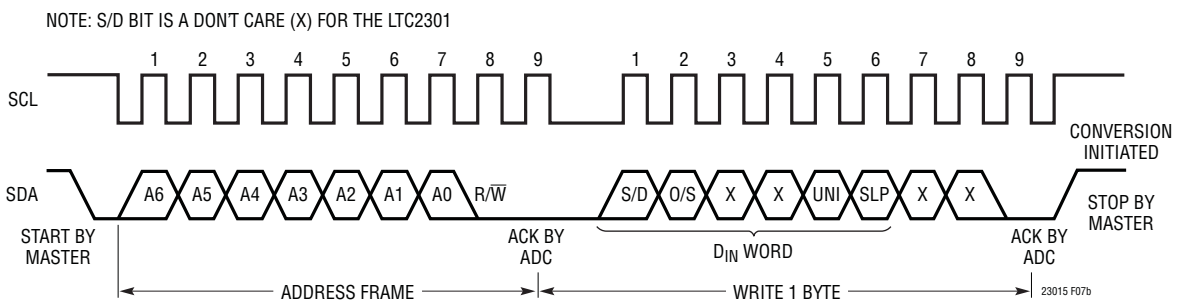 NOTE: S/D BIT IS A DON'T CARE (X) FOR THE LTC2301
1 2 3 4 5 6 7 8 9 1 2 3 4 5 6 7 8 9
SCL
CONVERSION
INITIATED
SDA
A6 A5 A4 A3 A2 A1 A0 R/W̅ S/D O/S X X UNI SLP X X
STOP BY
MASTER
START BY
MASTER
ACK BY
ADC
DIN WORD
ACK BY
ADC
ADDRESS FRAME
WRITE 1 BYTE
23015 F07b